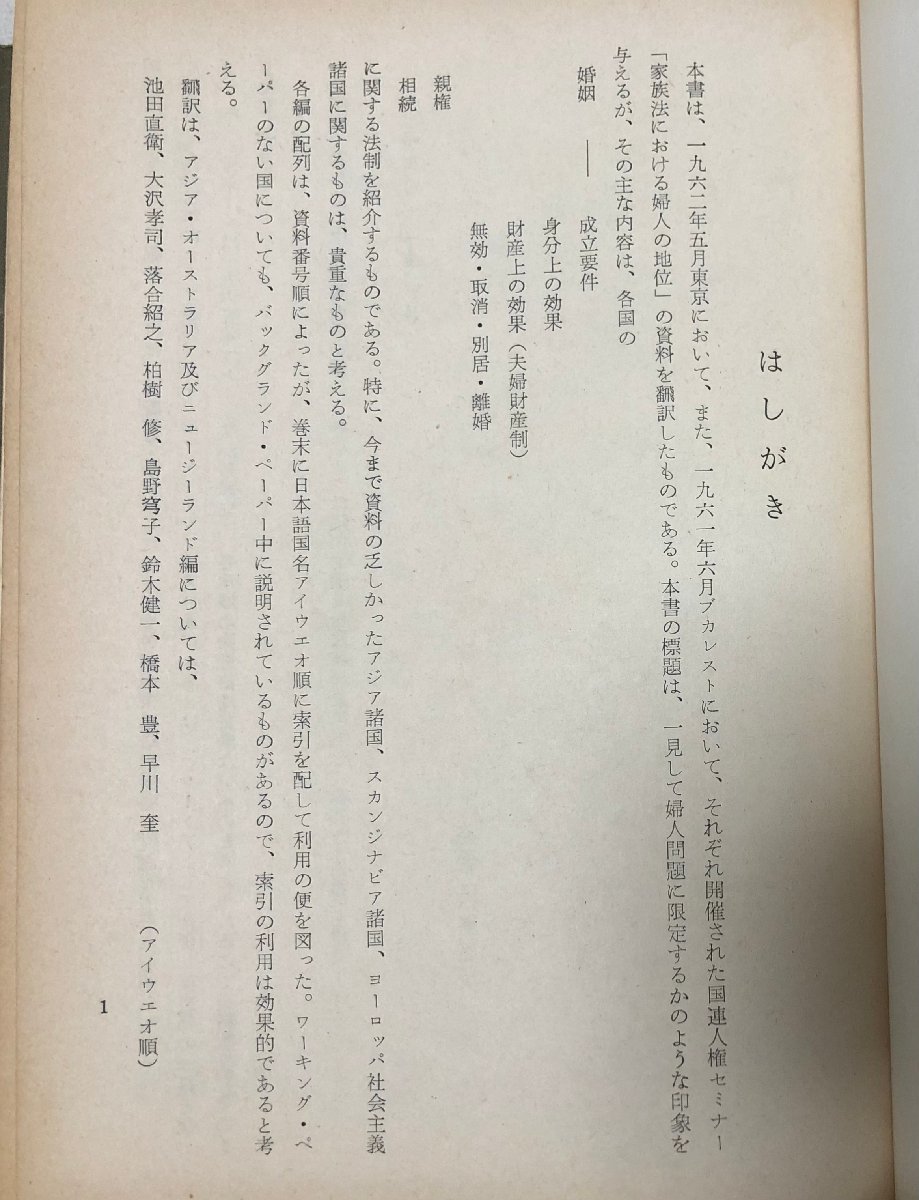 はしがき
本書は、一九六二年五月東京において、また、一九六一年六月ブカレストにおいて、それぞれ開催された国連人権セミナー
「家族法における婦人の地位」の資料を翻訳したものである。本書の標題は、一見して婦人問題に限定するかのような印象を
与えるが、その主な内容は、各国の
婚姻 ―― 成立要件
身分上の効果
財産上の効果（夫婦財産制）
無効・取消・別居・離婚
親権
相続
に関する法制を紹介するものである。特に、今まで資料の乏しかったアジア諸国、スカンジナビア諸国、ヨーロッパ社会主義
諸国に関するものは、貴重なものと考える。
各編の配列は、資料番号順によったが、巻末に日本語国名アイウエオ順に索引を配して利用の便を図った。ワーキング・ペ
ーパーのない国についても、バックグランド・ペーパー中に説明されているものがあるので、索引の利用は効果的であると考
える。
翻訳は、アジア・オーストラリア及びニュージーランド編については、
池田直衛、大沢孝司、落合紹之、柏樹　修、島野穹子、鈴木健一、橋本　豊、早川　奎　（アイウエオ順）
1